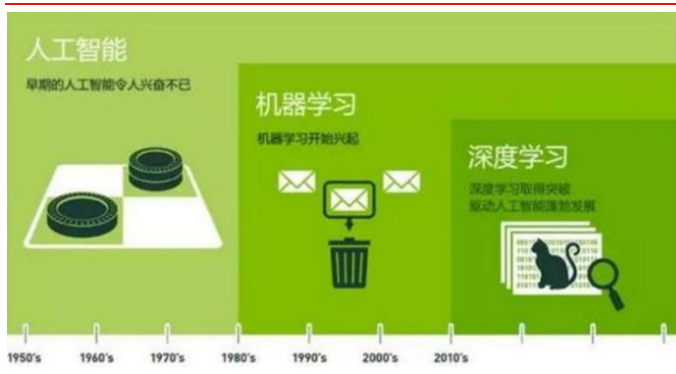 人工智能
早期的人工智能令人兴奋不已
机器学习
机器学习开始兴起
深度学习
深度学习取得突破
驱动人工智能蓬勃发展
1950's 1960's 1970's 1980's 1990's 2000's 2010's